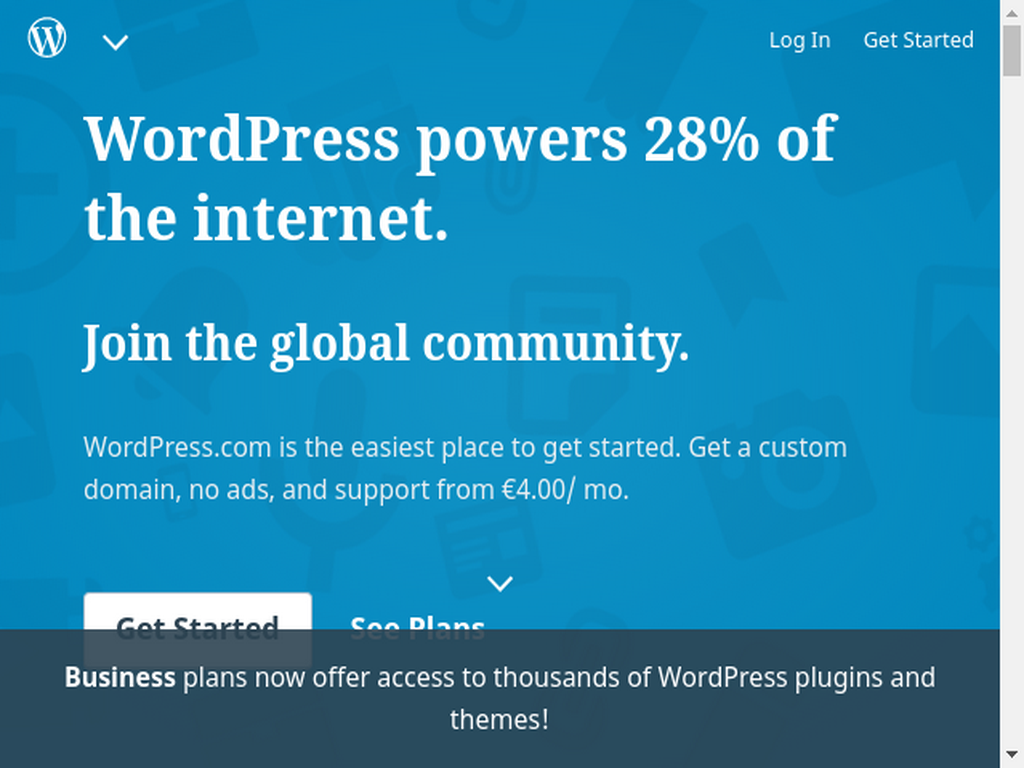 Log In Get Started
WordPress powers 28% of
the internet.
Join the global community.
WordPress.com is the easiest place to get started. Get a custom
domain, no ads, and support from €4.00/ mo.
Get Started See Plans
Business plans now offer access to thousands of WordPress plugins and
themes!